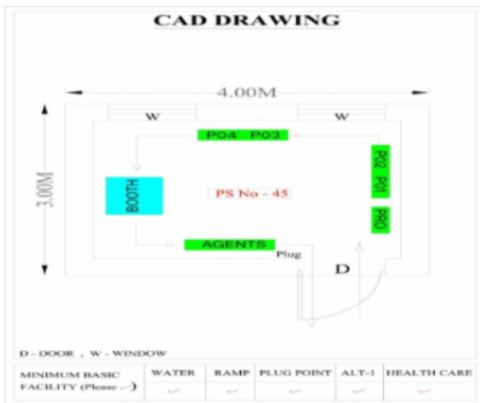 CAD DRAWING
4.00M
3.00M
W
W
PO4 PO3
PO2 PO1
BOOTH
PS No - 45
PRO
AGENTS
Plug
D
D - DOOR , W - WINDOW
MINIMUM BASIC FACILITY (Please ✓) WATER RAMP PLUG POINT ALT-1 HEALTH CARE
✓ ✓ ✓ ✓ ✓